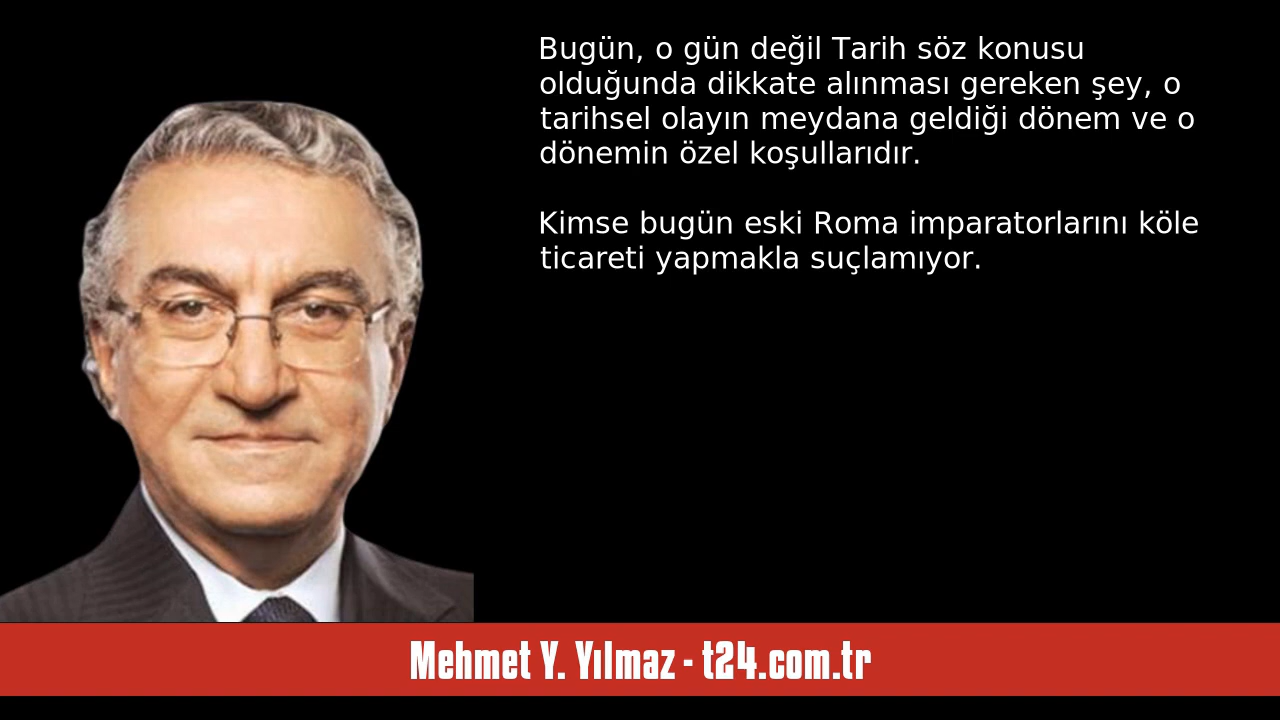 Bugün, o gün değil Tarih söz konusu
olduğunda dikkate alınması gereken şey, o
tarihsel olayın meydana geldiği dönem ve o
dönemin özel koşullarıdır.
Kimse bugün eski Roma imparatorlarını köle
ticareti yapmakla suçlamıyor.
Mehmet Y. Yılmaz - t24.com.tr